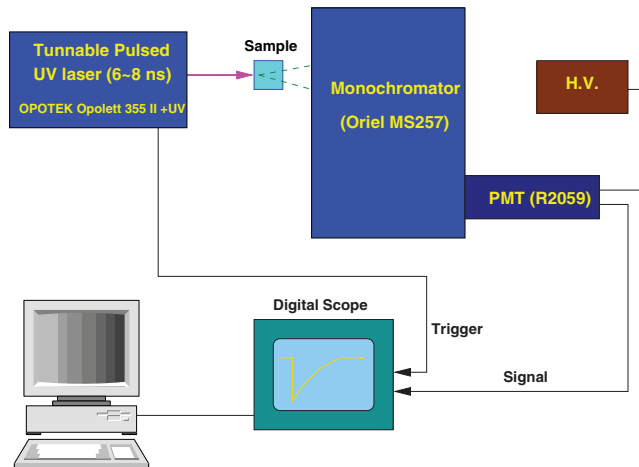 Tunnable Pulsed
UV laser (6~8 ns)
OPOTEK Opolett 355 II +UV
Sample
Monochromator
(Oriel MS257)
H.V.
PMT (R2059)
Digital Scope
Trigger
Signal